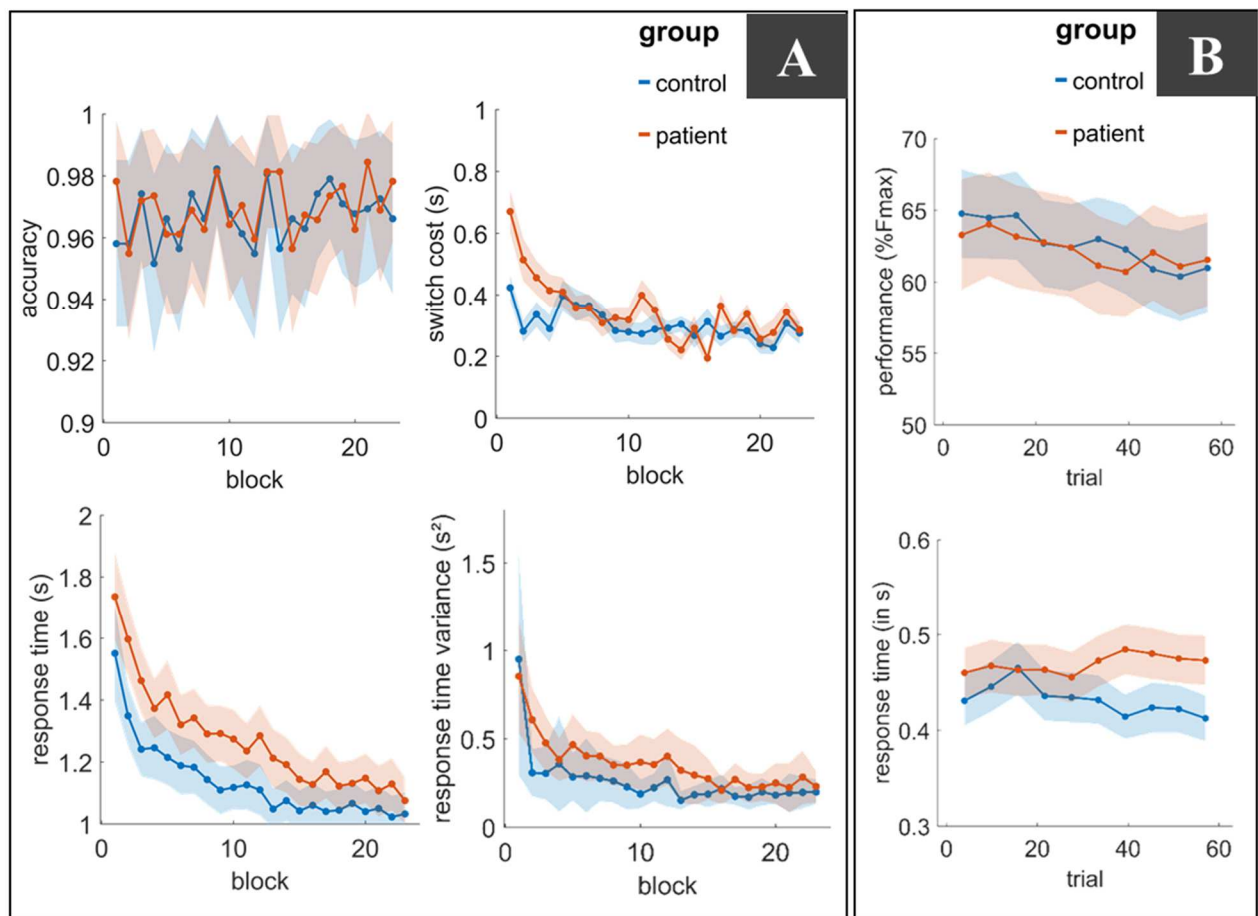 group
A
control
patient
accuracy
1
0.98
0.96
0.94
0.92
0.9
0
10
20
block
switch cost (s)
1
0.8
0.6
0.4
0.2
0
0
10
20
block
response time (s)
2
1.8
1.6
1.4
1.2
1
0
10
20
block
response time variance (s²)
1.5
1
0.5
0
0
10
20
block
group
B
control
patient
performance (%Fmax)
70
65
60
55
50
0
20
40
60
trial
response time (in s)
0.6
0.5
0.4
0.3
0
20
40
60
trial